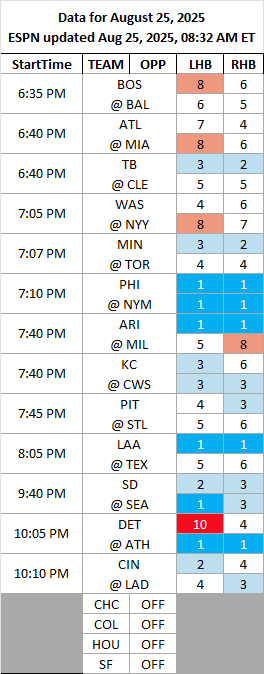 Data for August 25, 2025
ESPN updated Aug 25, 2025, 08:32 AM ET
StartTime TEAM OPP LHB RHB
6:35 PM BOS 8 6
@ BAL 6 5
6:40 PM ATL 7 4
@ MIA 8 6
6:40 PM TB 3 2
@ CLE 5 5
7:05 PM WAS 4 6
@ NYY 8 7
7:07 PM MIN 3 2
@ TOR 4 4
7:10 PM PHI 1 1
@ NYM 1 1
7:40 PM ARI 1 1
@ MIL 5 8
7:40 PM KC 3 6
@ CWS 3 3
7:45 PM PIT 4 3
@ STL 5 6
8:05 PM LAA 1 1
@ TEX 5 6
9:40 PM SD 2 3
@ SEA 1 3
10:05 PM DET 10 4
@ ATH 1 1
10:10 PM CIN 2 4
@ LAD 4 3
CHC OFF
COL OFF
HOU OFF
SF OFF